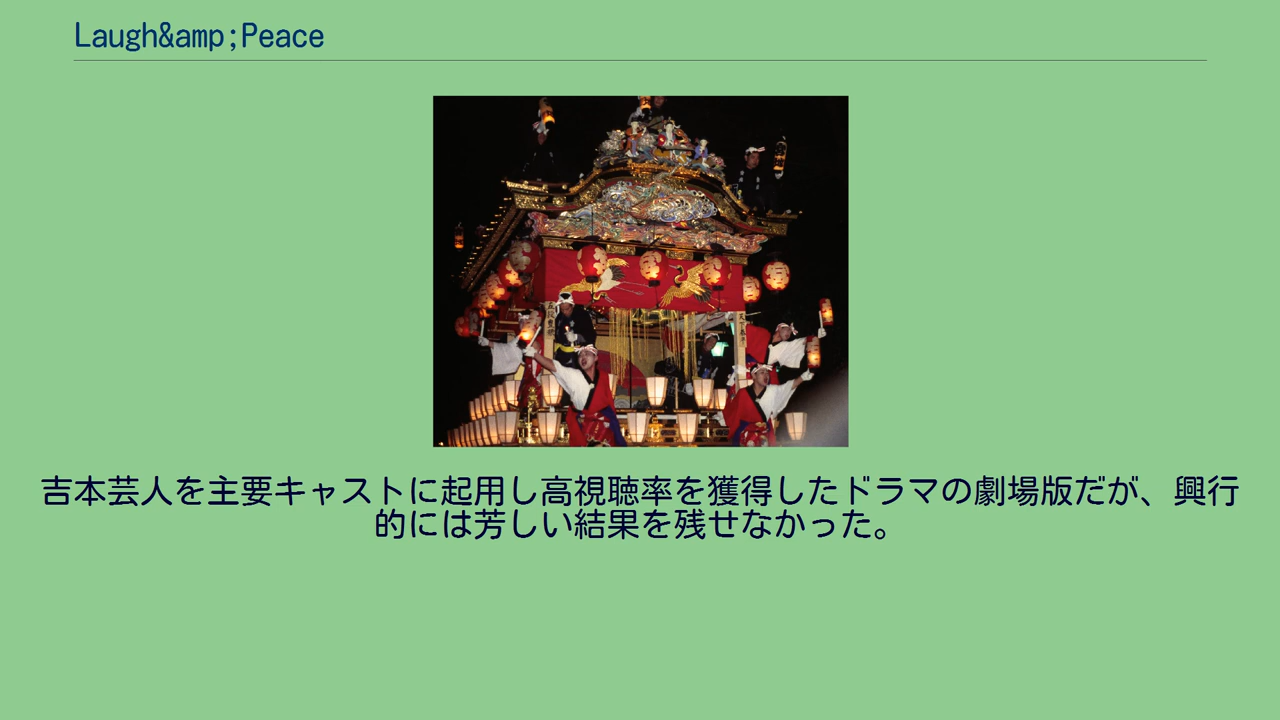 Laugh&amp;Peace
吉本芸人を主要キャストに起用し高視聴率を獲得したドラマの劇場版だが、興行
的には芳しい結果を残せなかった。